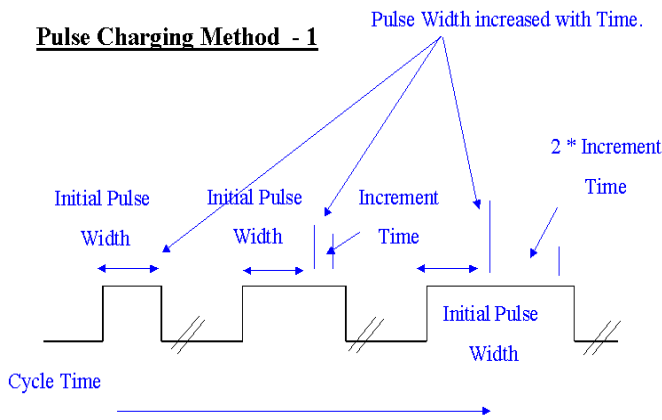 Pulse Width increased with Time.
Pulse Charging Method - 1
2 * Increment
Time
Initial Pulse
Width
Initial Pulse
Width
Increment
Time
Initial Pulse
Width
Cycle Time